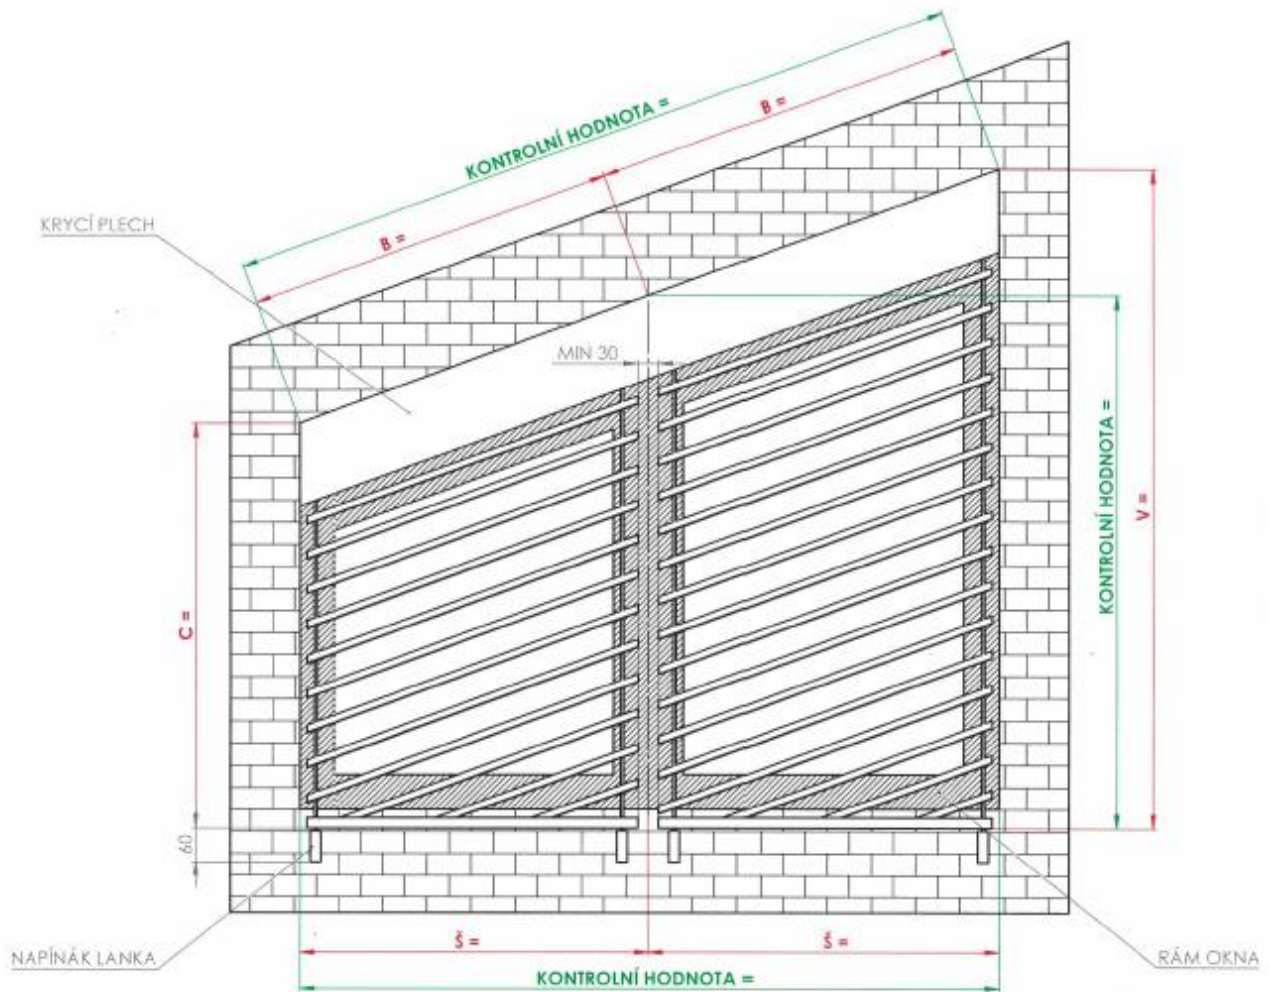 KONTROLNÍ HODNOTA =
B =
B =
KRYCÍ PLECH
MIN 30
C =
KONTROLNÍ HODNOTA =
V =
60
NAPÍNÁK LANKA
Š =
Š =
RÁM OKNA
KONTROLNÍ HODNOTA =